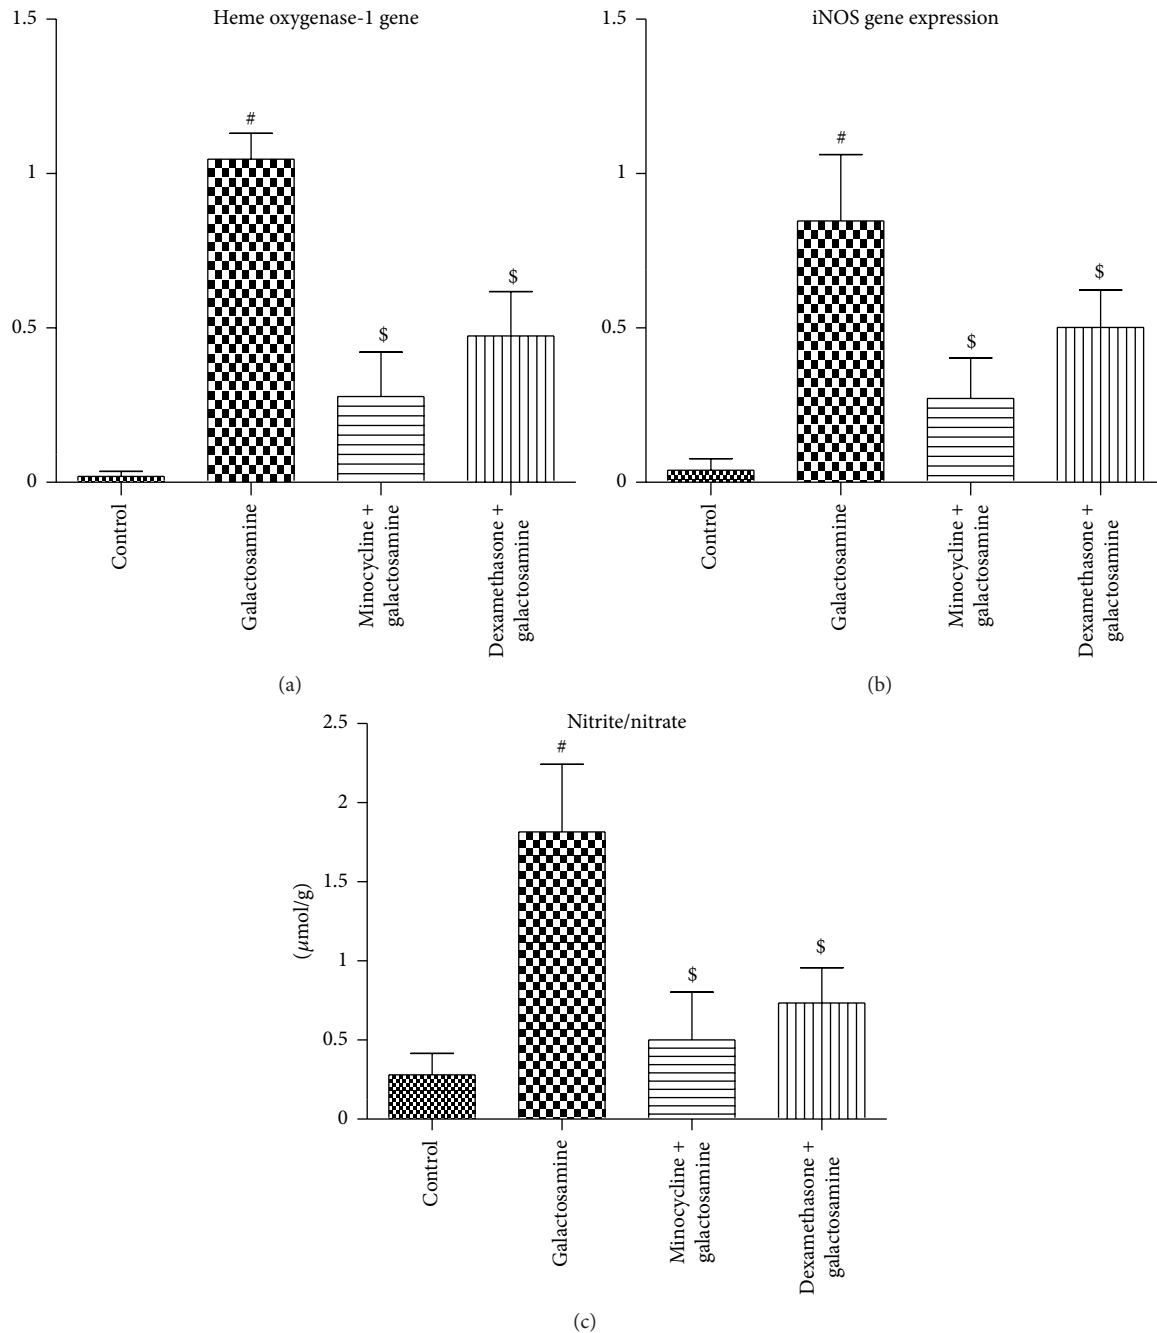 Heme oxygenase-1 gene
1.5
1
0.5
0
#
$
$
Control
Galactosamine
Minocycline +
galactosamine
Dexamethasone +
galactosamine
(a)
iNOS gene expression
1.5
1
0.5
0
#
$
$
Control
Galactosamine
Minocycline +
galactosamine
Dexamethasone +
galactosamine
(b)
Nitrite/nitrate
2.5
2
1.5
1
0.5
0
(μmol/g)
#
$
$
Control
Galactosamine
Minocycline +
galactosamine
Dexamethasone +
galactosamine
(c)